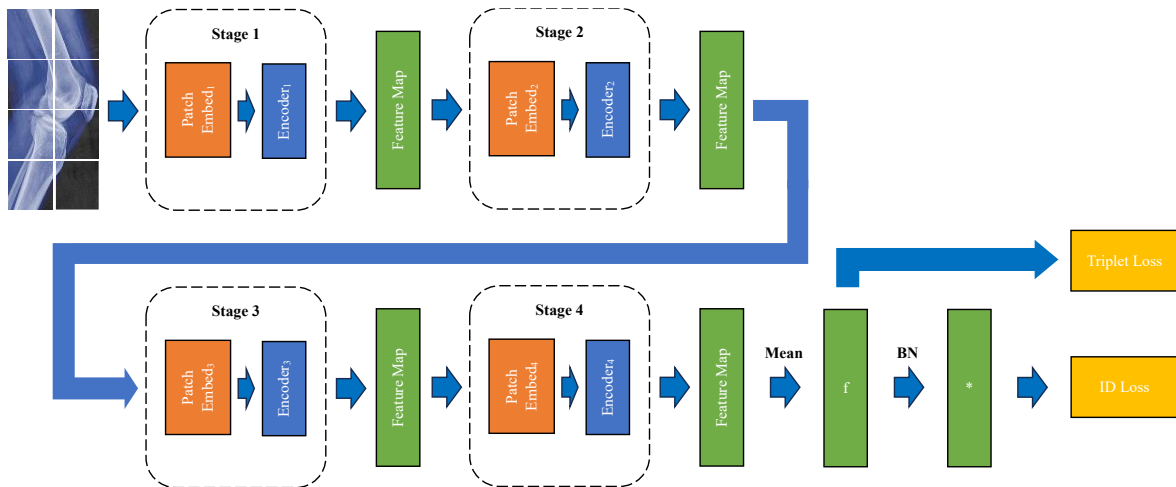 Stage 1
Patch
Embed₁
Encoder₁
Feature Map
Stage 2
Patch
Embed₂
Encoder₂
Feature Map
Stage 3
Patch
Embed₃
Encoder₃
Feature Map
Stage 4
Patch
Embed₄
Encoder₄
Feature Map
Mean
f
BN
*
Triplet Loss
ID Loss